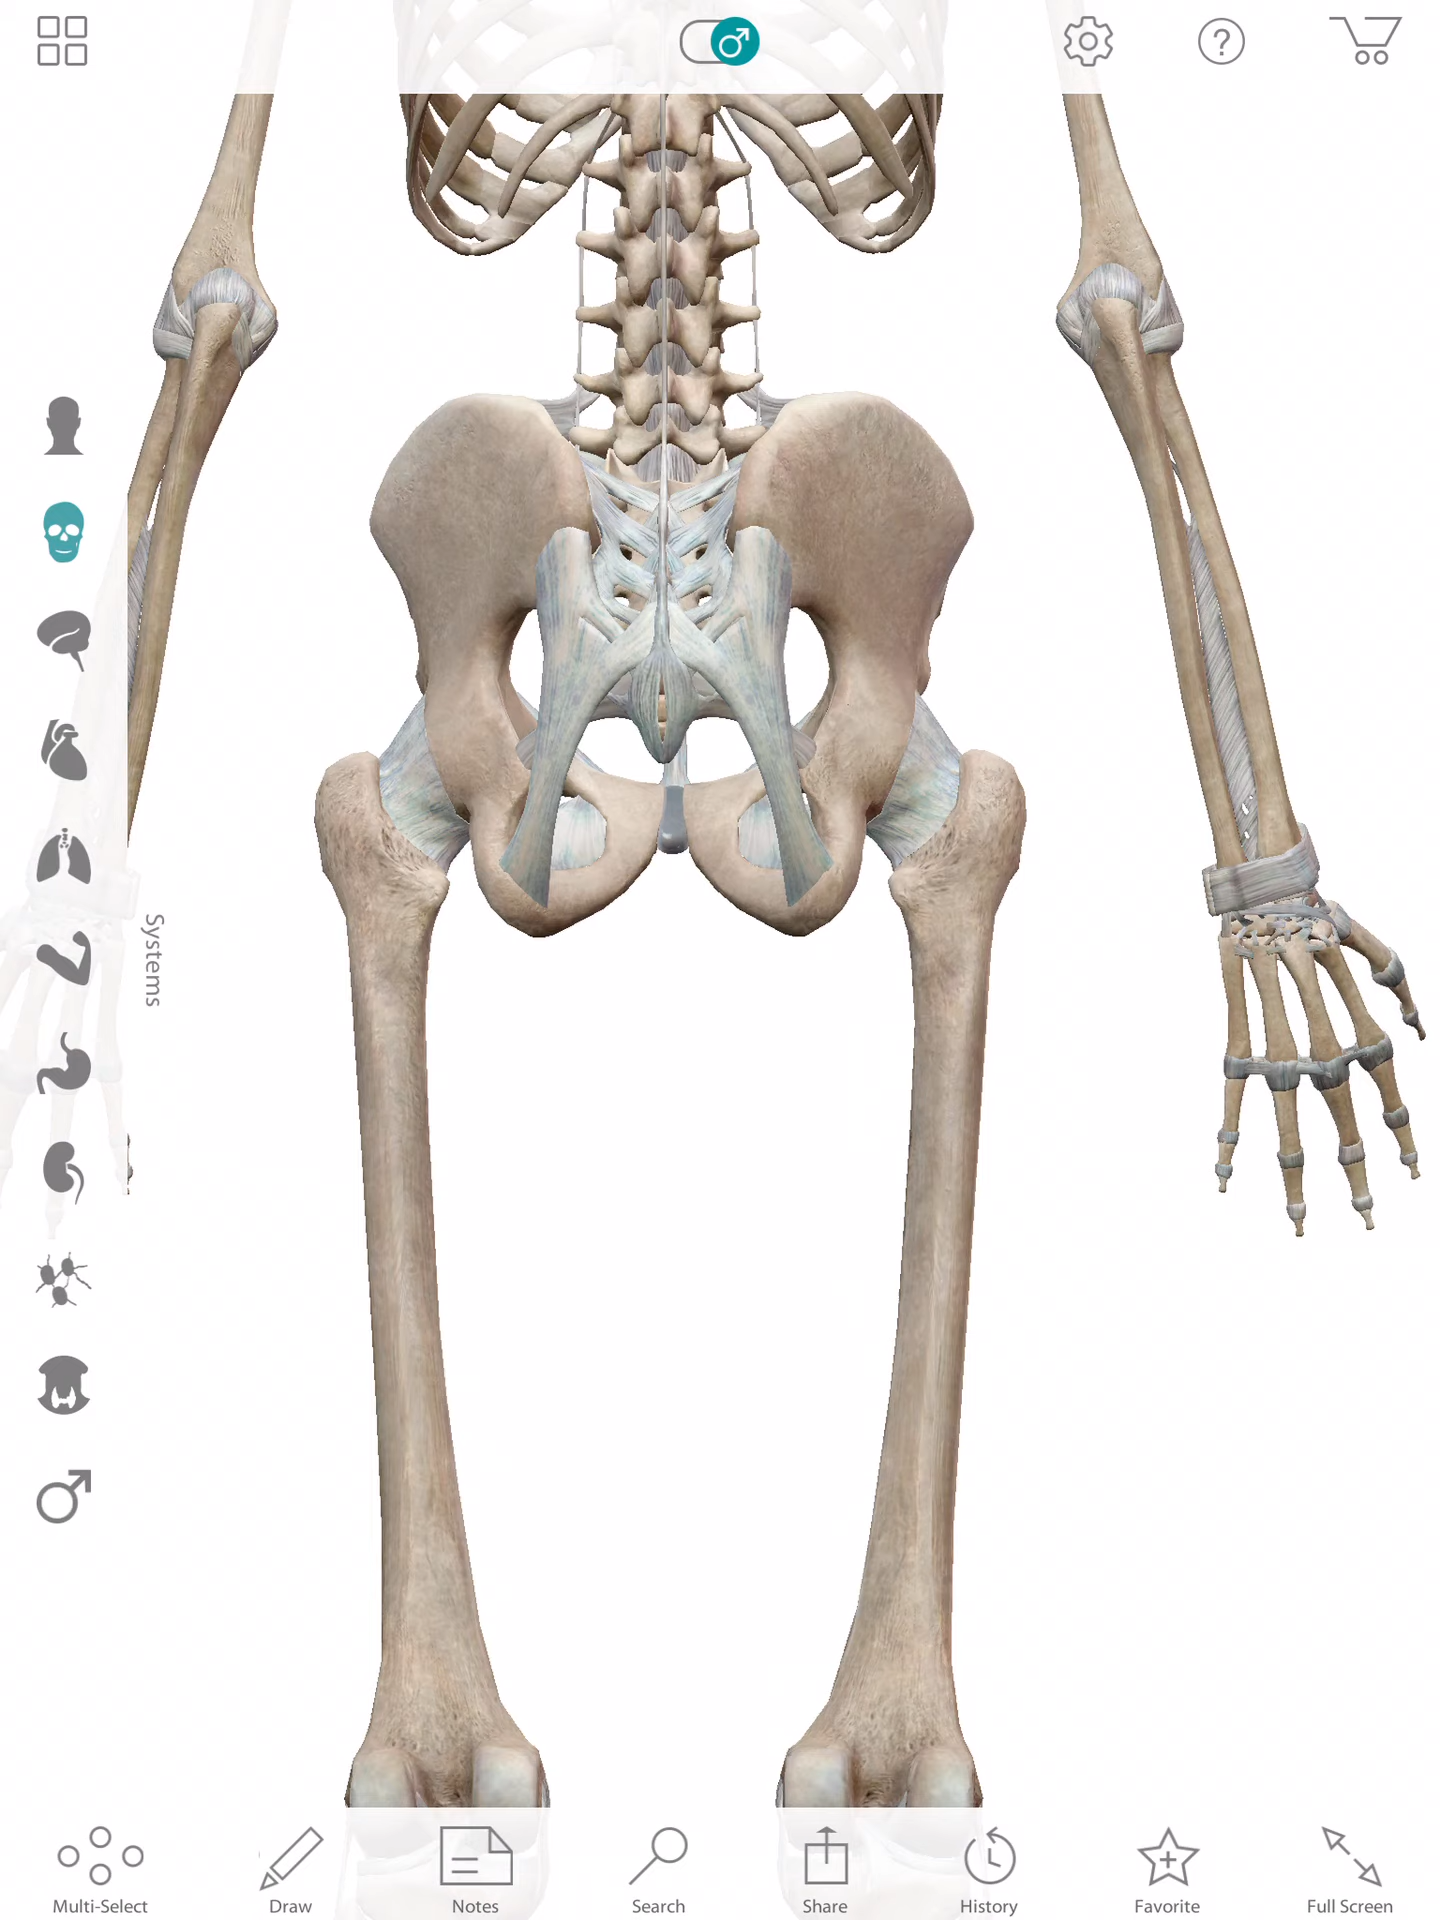 Systems
Multi-Select
Draw
Notes
Search
Share
History
Favorite
Full Screen